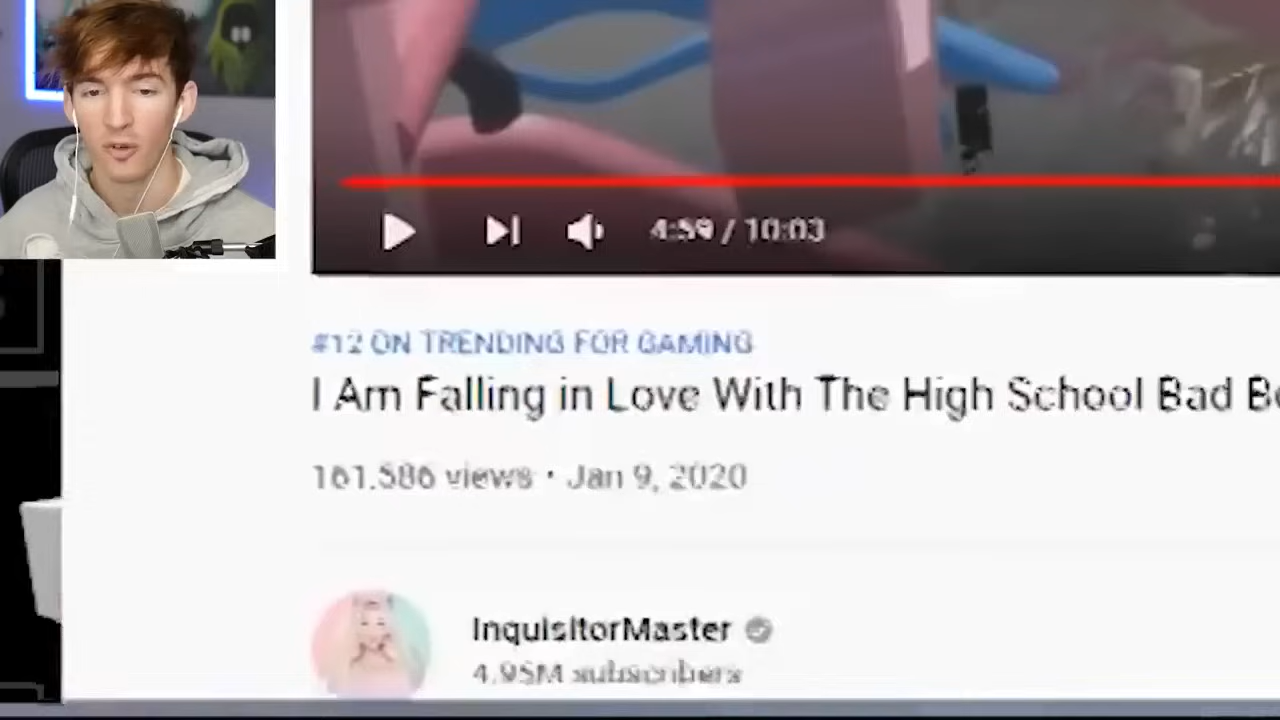 4:59 / 10:03
#12 ON TRENDING FOR GAMING
I Am Falling in Love With The High School Bad
161,586 views • Jan 9, 2020
InquisitorMaster
4.95M subscribers